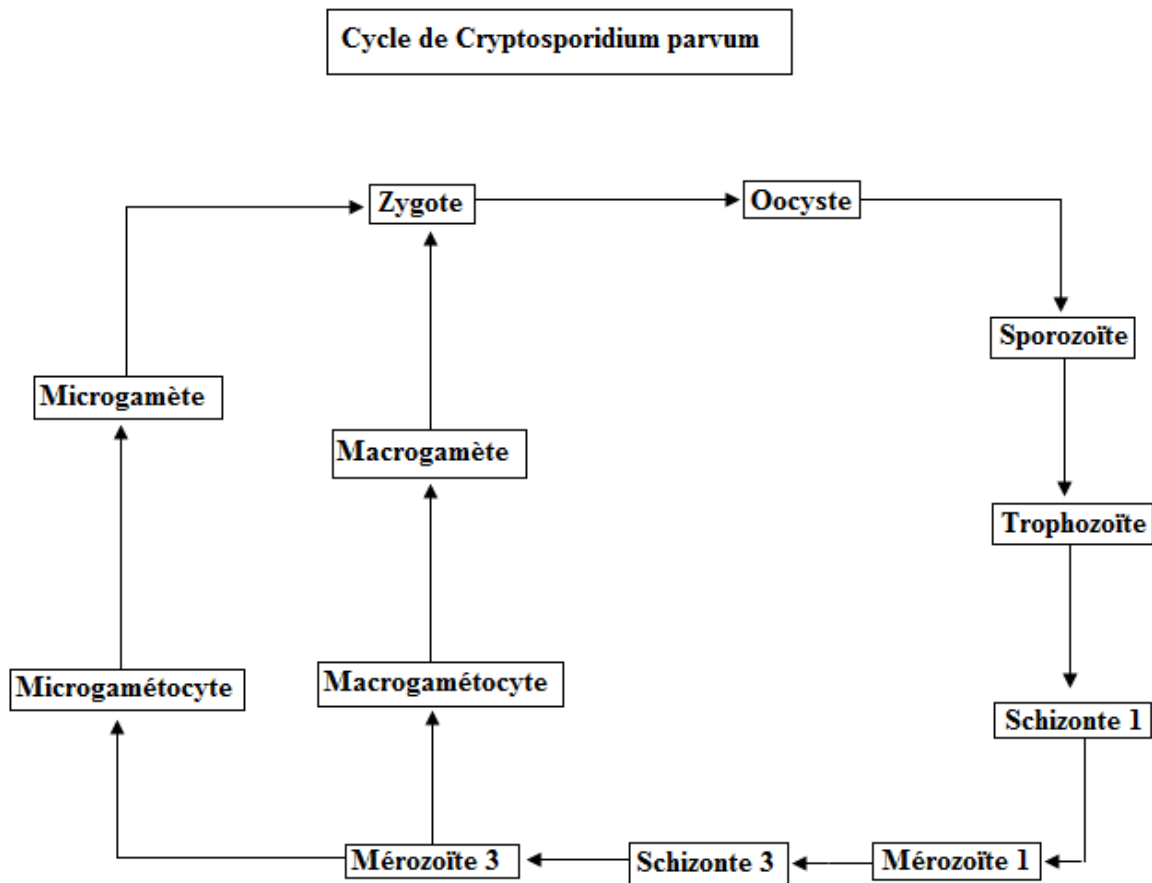 Cycle de Cryptosporidium parvum
Zygote
Oocyste
Sporozoïte
Microgamète
Macrogamète
Trophozoïte
Microgamétocyte
Macrogamétocyte
Schizonte 1
Mérozoïte 3
Schizonte 3
Mérozoïte 1